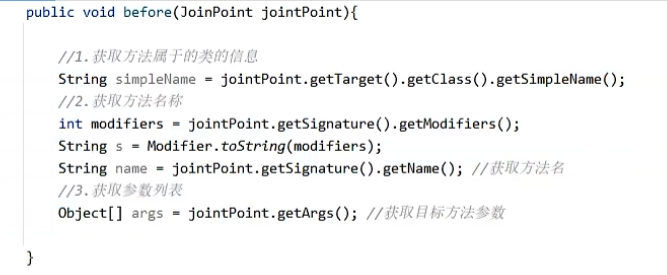 public void before(JoinPoint jointPoint){
//1.获取方法属于的类的信息
String simpleName = jointPoint.getTarget().getClass().getSimpleName();
//2.获取方法名称
int modifiers = jointPoint.getSignature().getModifiers();
String s = Modifier.toString(modifiers);
String name = jointPoint.getSignature().getName(); //获取方法名
//3.获取参数列表
Object[] args = jointPoint.getArgs(); //获取目标方法参数
}